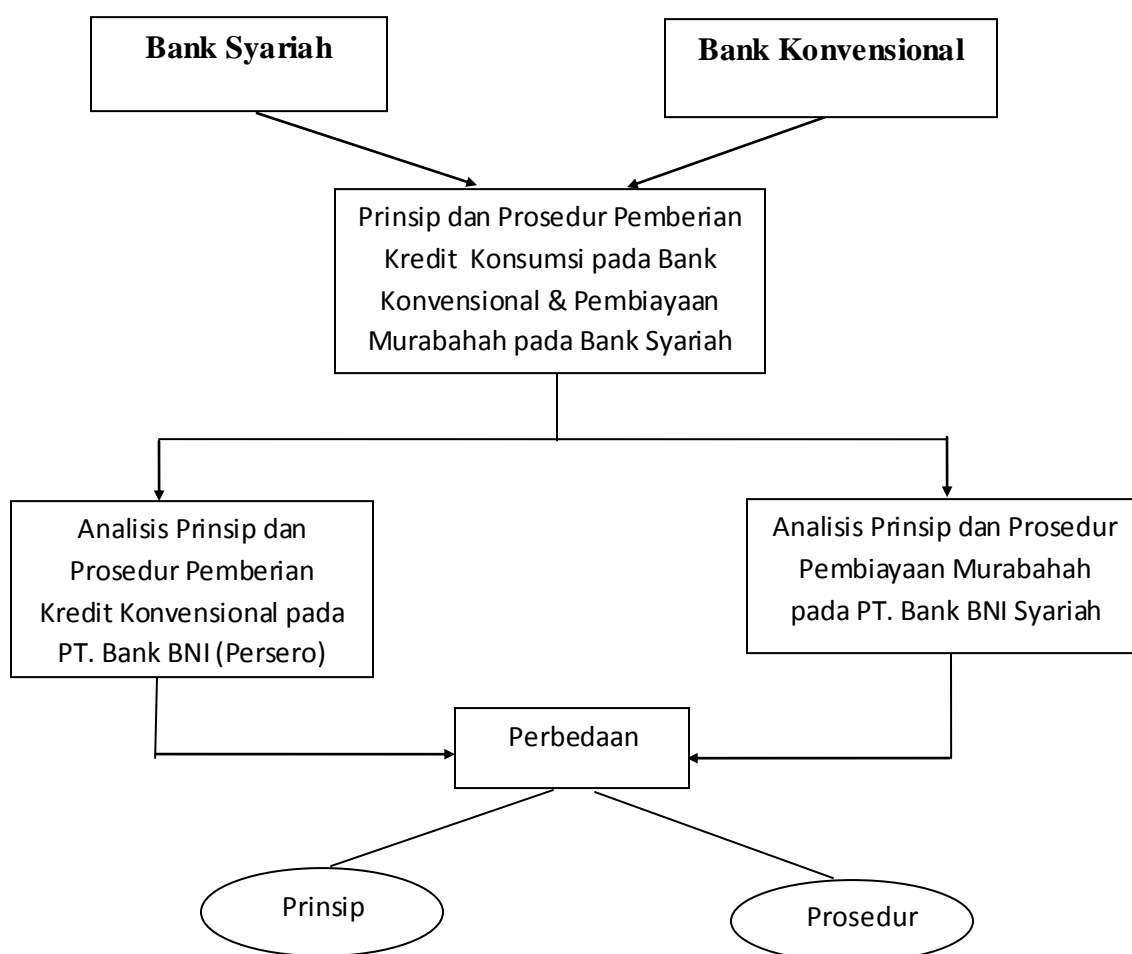 Bank Syariah
Bank Konvensional
Prinsip dan Prosedur Pemberian
Kredit Konsumsi pada Bank
Konvensional & Pembiayaan
Murabahah pada Bank Syariah
Analisis Prinsip dan
Prosedur Pemberian
Kredit Konvensional pada
PT. Bank BNI (Persero)
Analisis Prinsip dan Prosedur
Pembiayaan Murabahah
pada PT. Bank BNI Syariah
Perbedaan
Prinsip
Prosedur